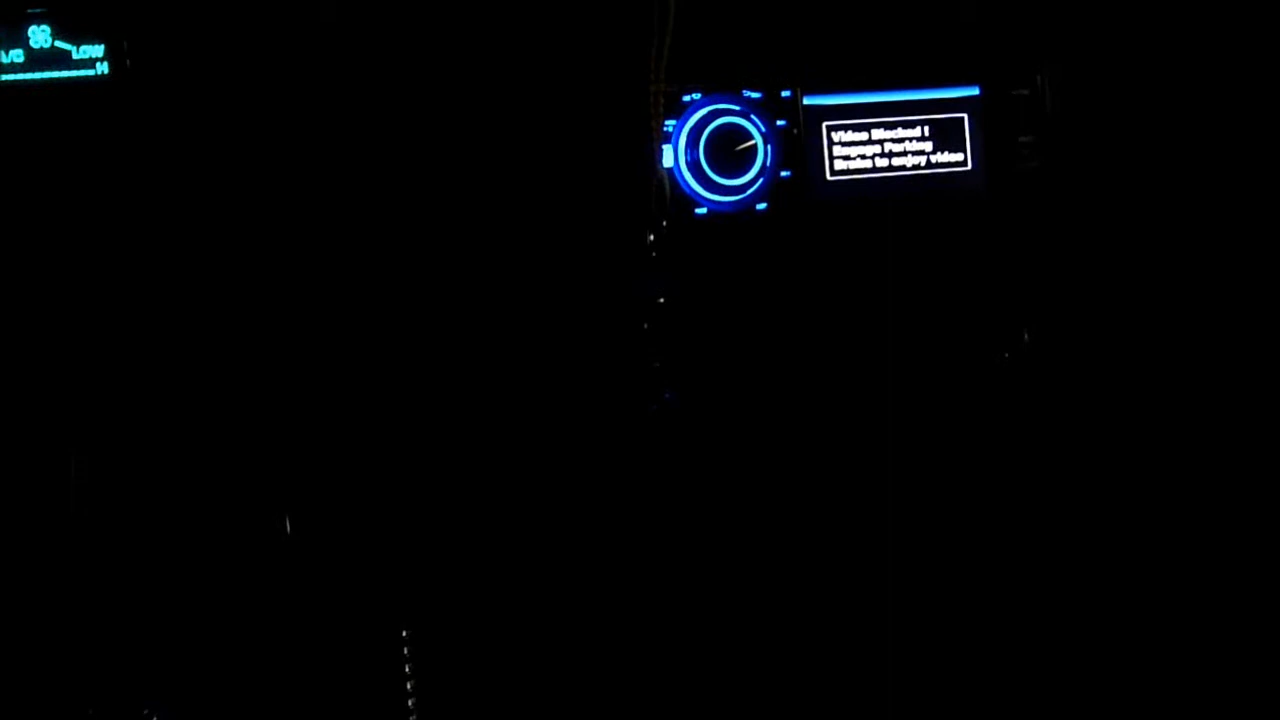 A/C
LOW
H
Video Blocked !
Engage Parking
Brake to enjoy video